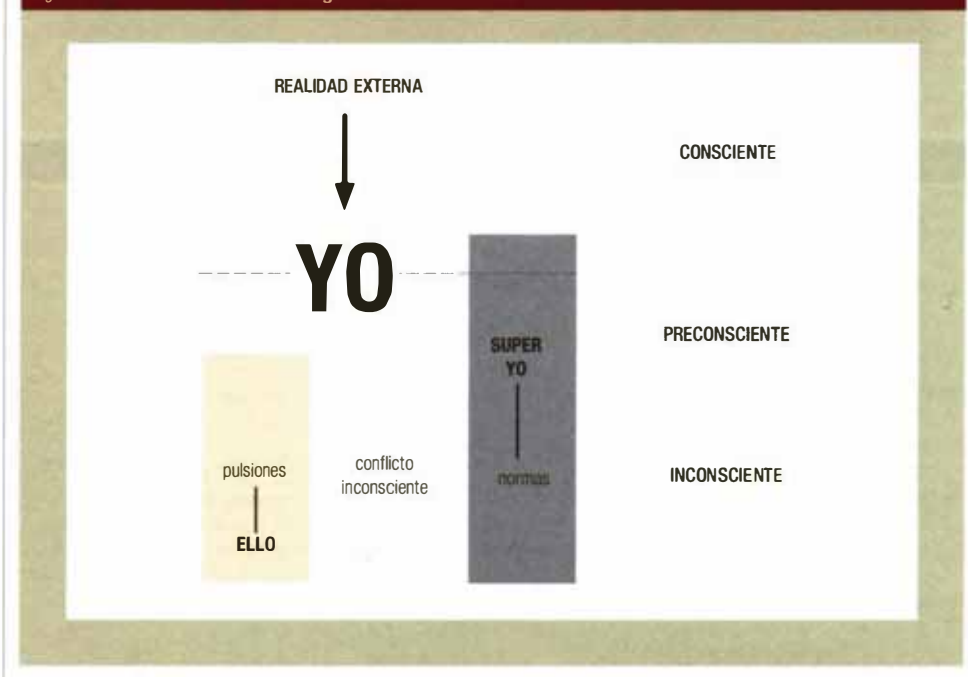 REALIDAD EXTERNA
CONSCIENTE
YO
PRECONSCIENTE
SUPER
YO
pulsiones
conflicto
inconsciente
normas
INCONSCIENTE
ELLO